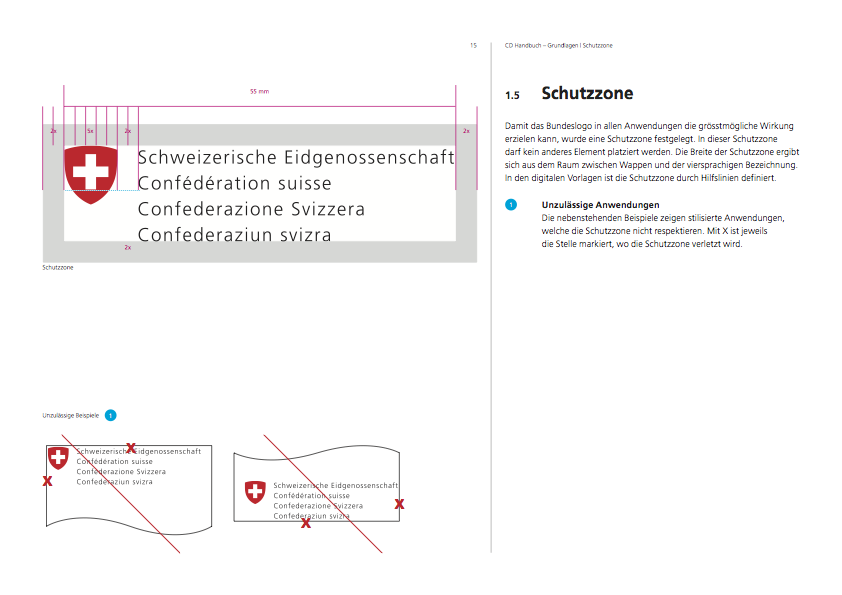 15
55 mm
2x
5x
2x
2x
Schweizerische Eidgenossenschaft
Confédération suisse
Confederazione Svizzera
Confederaziun svizra
2x
Schutzzone
Unzulässige Beispiele 1
Schweizerische Eidgenossenschaft
Confédération suisse
Confederazione Svizzera
Confederaziun svizra
X
X
Schweizerische Eidgenossenschaft
Confédération suisse
Confederazione Svizzera
Confederaziun svizra
X
X
CD Handbuch – Grundlagen | Schutzzone
1.5 Schutzzone
Damit das Bundeslogo in allen Anwendungen die grösstmögliche Wirkung
erzielen kann, wurde eine Schutzzone festgelegt. In dieser Schutzzone
darf kein anderes Element platziert werden. Die Breite der Schutzzone ergibt
sich aus dem Raum zwischen Wappen und der viersprachigen Bezeichnung.
In den digitalen Vorlagen ist die Schutzzone durch Hilfslinien definiert.
1 Unzulässige Anwendungen
Die nebenstehenden Beispiele zeigen stilisierte Anwendungen,
welche die Schutzzone nicht respektieren. Mit X ist jeweils
die Stelle markiert, wo die Schutzzone verletzt wird.